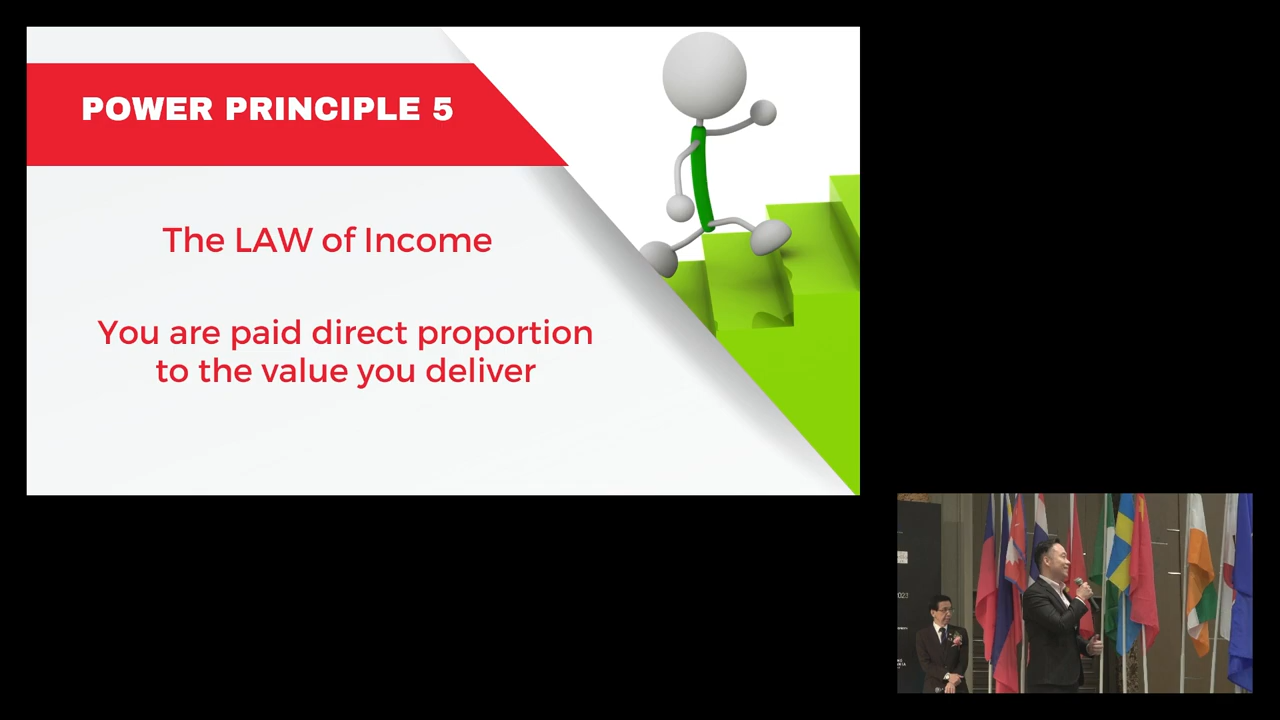 POWER PRINCIPLE 5
The LAW of Income
You are paid direct proportion
to the value you deliver